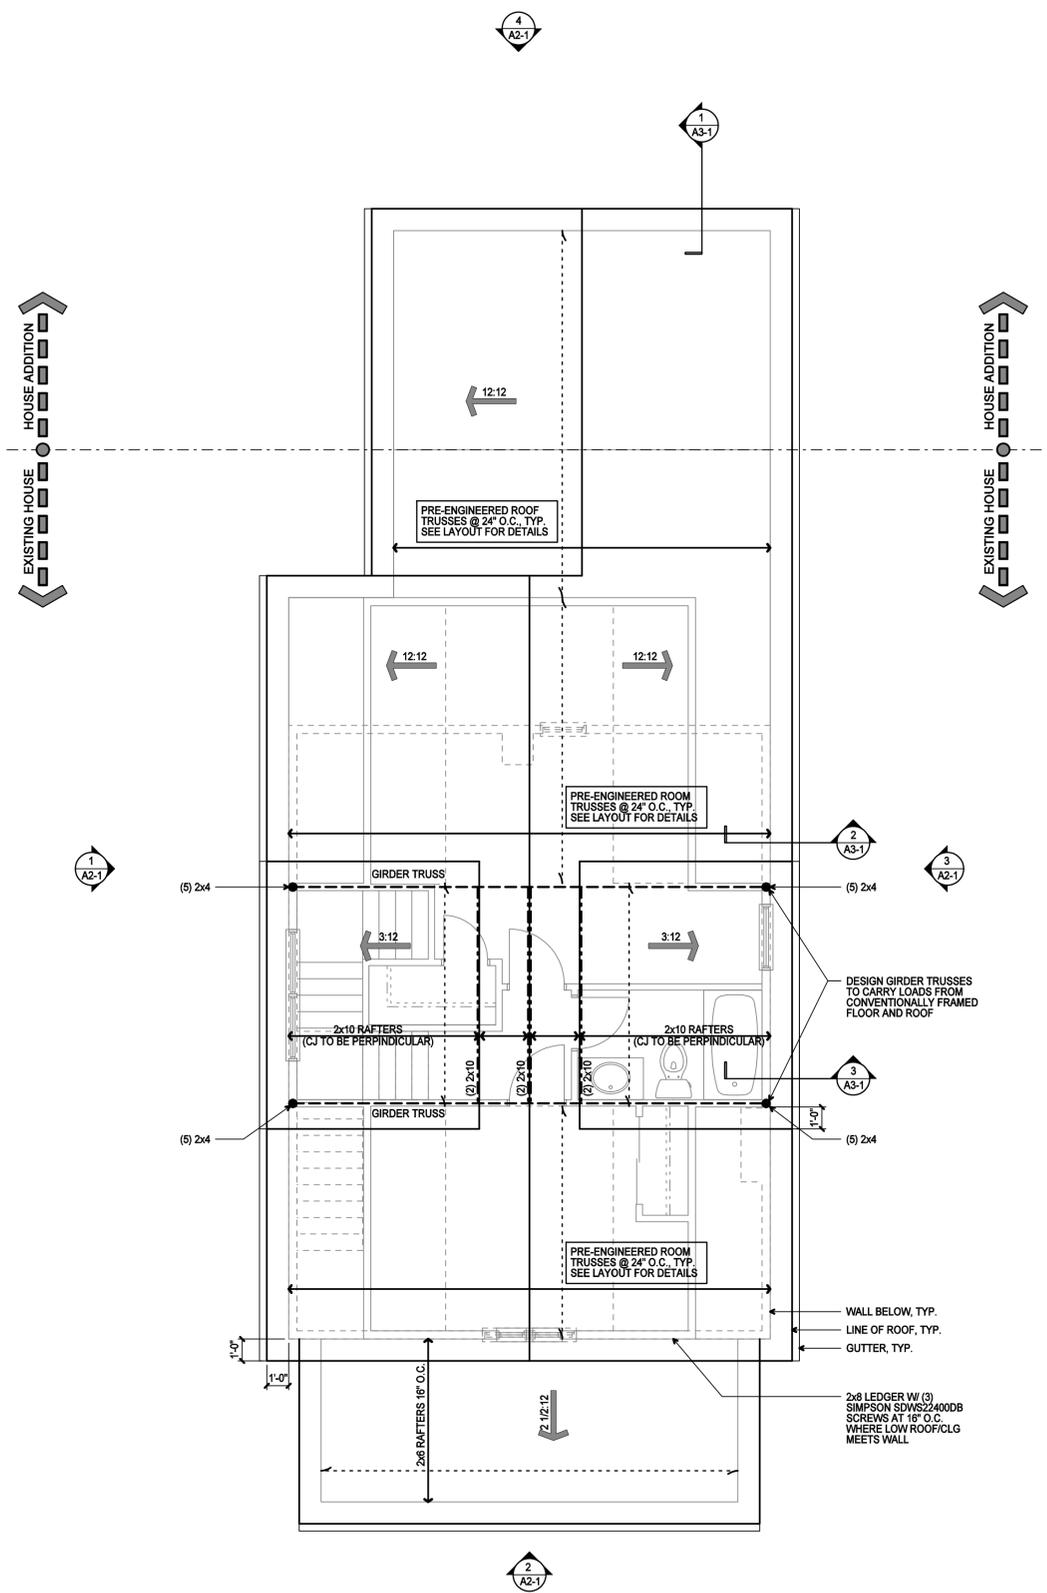 4
A2-1
1
A3-1
HOUSE ADDITION
HOUSE ADDITION
12:12
EXISTING HOUSE
EXISTING HOUSE
PRE-ENGINEERED ROOF
TRUSSES @ 24" O.C., TYP.
SEE LAYOUT FOR DETAILS
12:12
12:12
PRE-ENGINEERED ROOM
TRUSSES @ 24" O.C., TYP.
SEE LAYOUT FOR DETAILS
2
A3-1
1
A2-1
3
A2-1
GIRDER TRUSS
(5) 2x4
(5) 2x4
3:12
3:12
DESIGN GIRDER TRUSSES
TO CARRY LOADS FROM
CONVENTIONALLY FRAMED
FLOOR AND ROOF
2x10 RAFTERS
(CJ TO BE PERPINDICULAR)
2x10 RAFTERS
(CJ TO BE PERPINDICULAR)
(2) 2x10
(2) 2x10
(2) 2x10
3
A3-1
GIRDER TRUSS
1'-0"
(5) 2x4
(5) 2x4
PRE-ENGINEERED ROOM
TRUSSES @ 24" O.C., TYP.
SEE LAYOUT FOR DETAILS
WALL BELOW, TYP.
LINE OF ROOF, TYP.
GUTTER, TYP.
1'-0"
1'-0"
2x6 RAFTERS 16" O.C.
2 1/2:12
2x8 LEDGER W/ (3)
SIMPSON SDWS22400DB
SCREWS AT 16" O.C.
WHERE LOW ROOF/CLG
MEETS WALL
2
A2-1